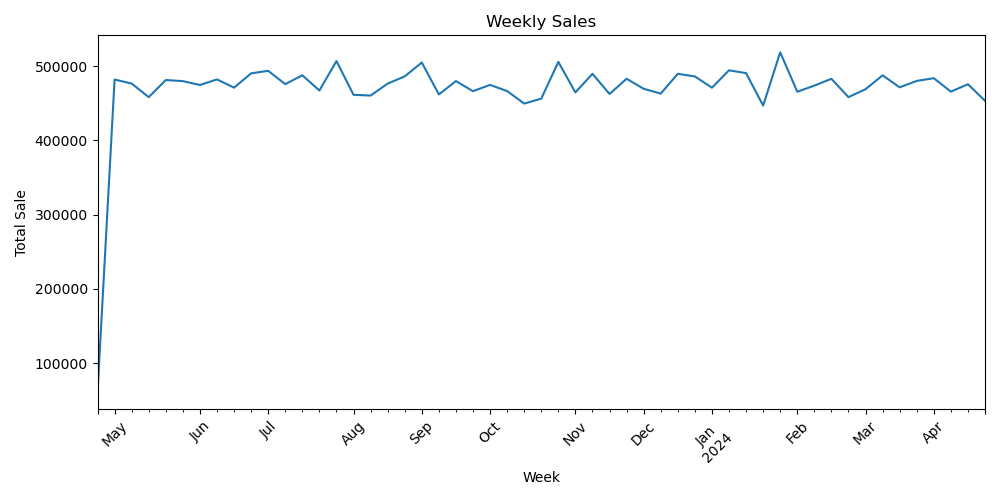 Weekly Sales
Total Sale
500000
400000
300000
200000
100000
May
Jun
Jul
Aug
Sep
Oct
Nov
Dec
Jan
2024
Feb
Mar
Apr
Week